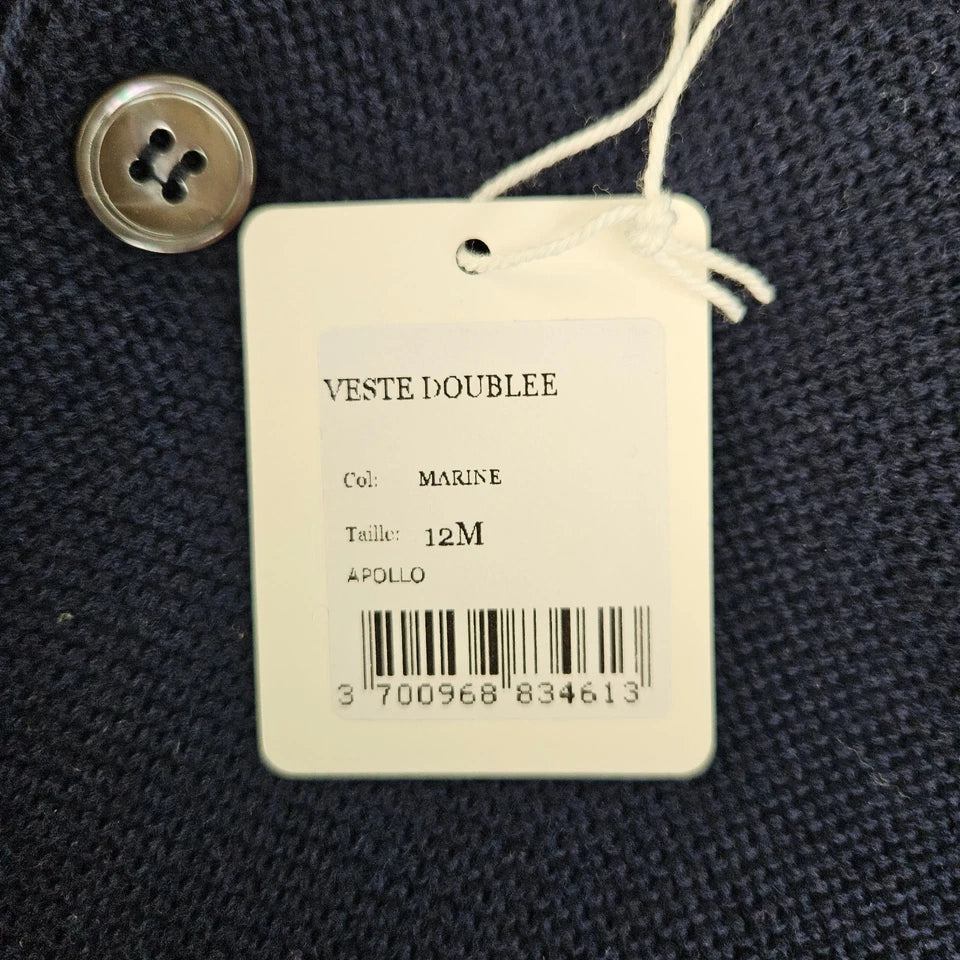 VESTE DOUBLEE
Col: MARINE
Taille: 12M
APOLLO
3 700968 834613